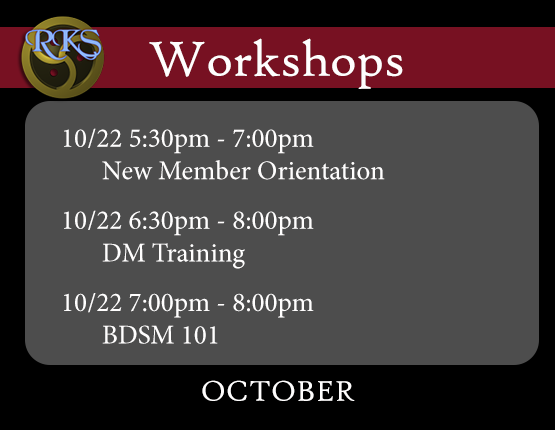 RKS
Workshops
10/22 5:30pm - 7:00pm
New Member Orientation
10/22 6:30pm - 8:00pm
DM Training
10/22 7:00pm - 8:00pm
BDSM 101
OCTOBER